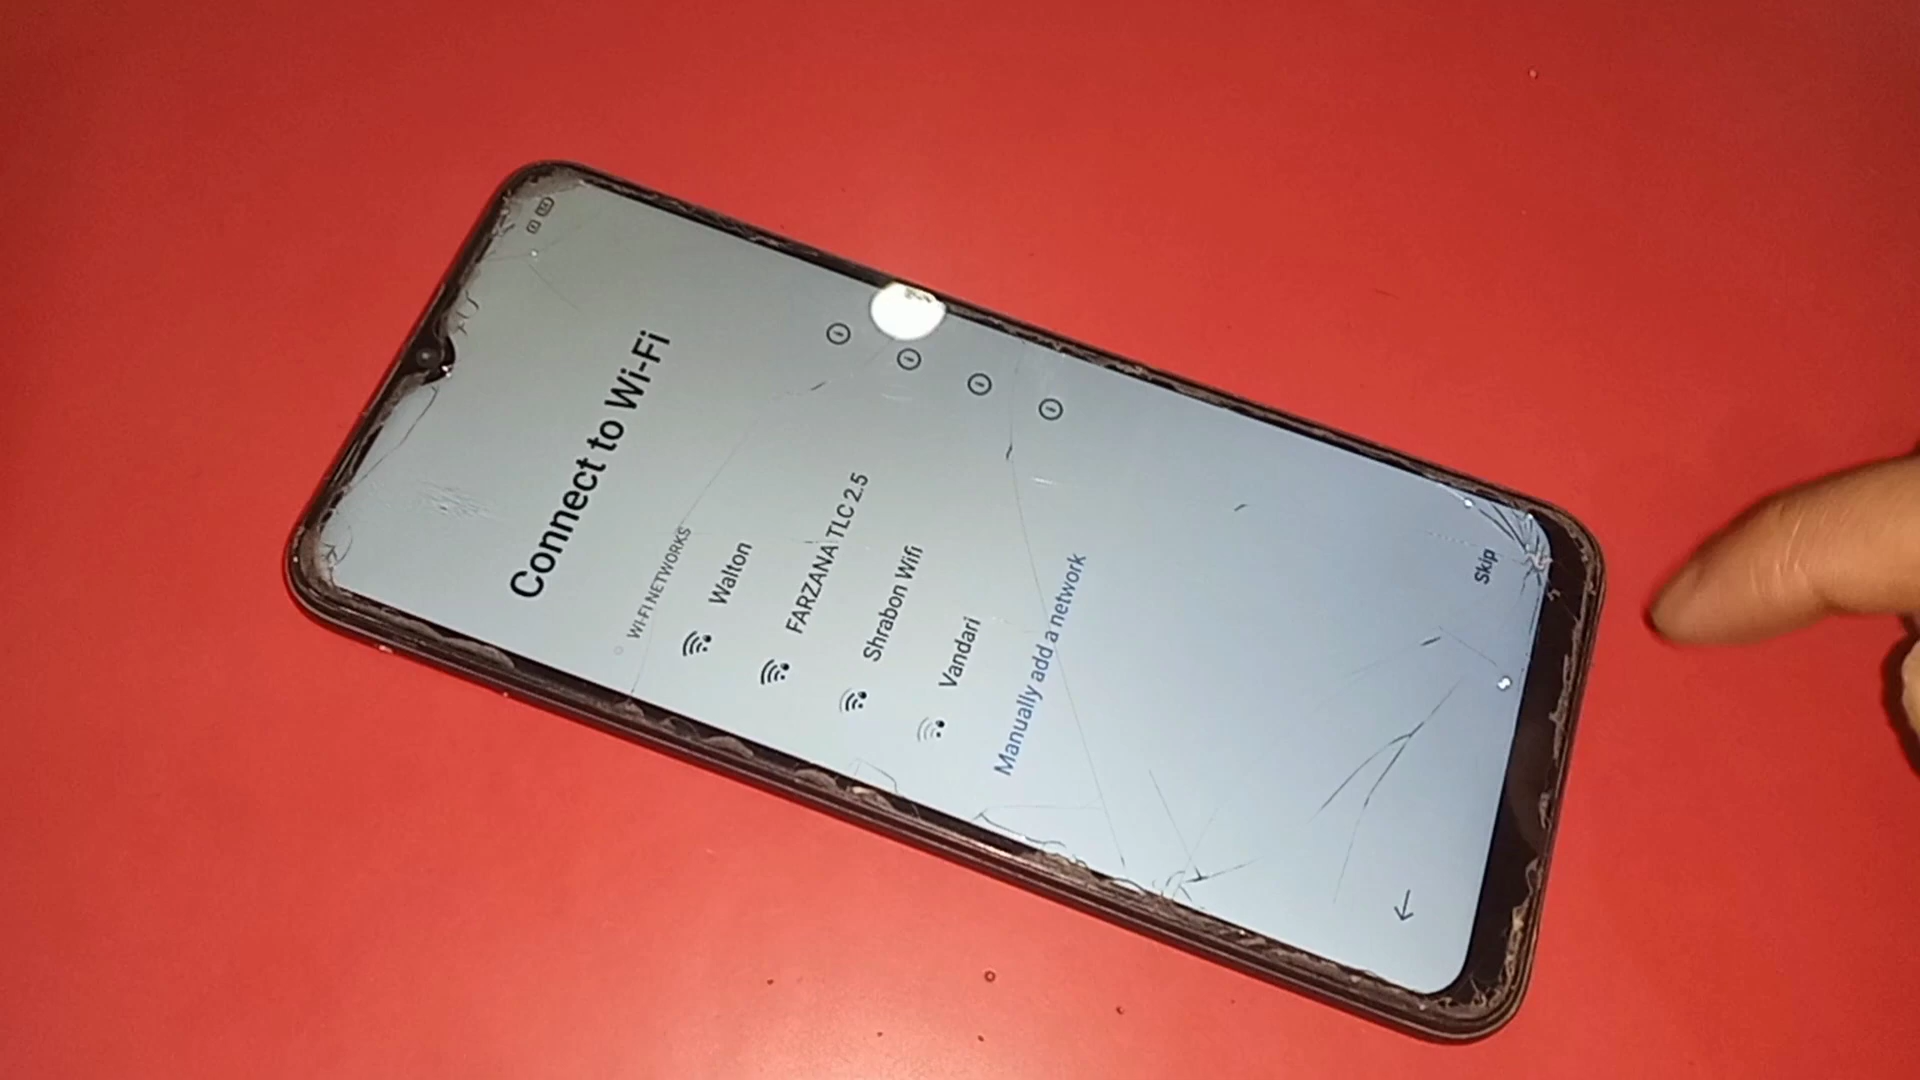 Connect to Wi-Fi
WI-FI NETWORKS
Walton
FARZANA TLC 2.5
Shrabon Wifi
Vandari
Manually add a network
Skip